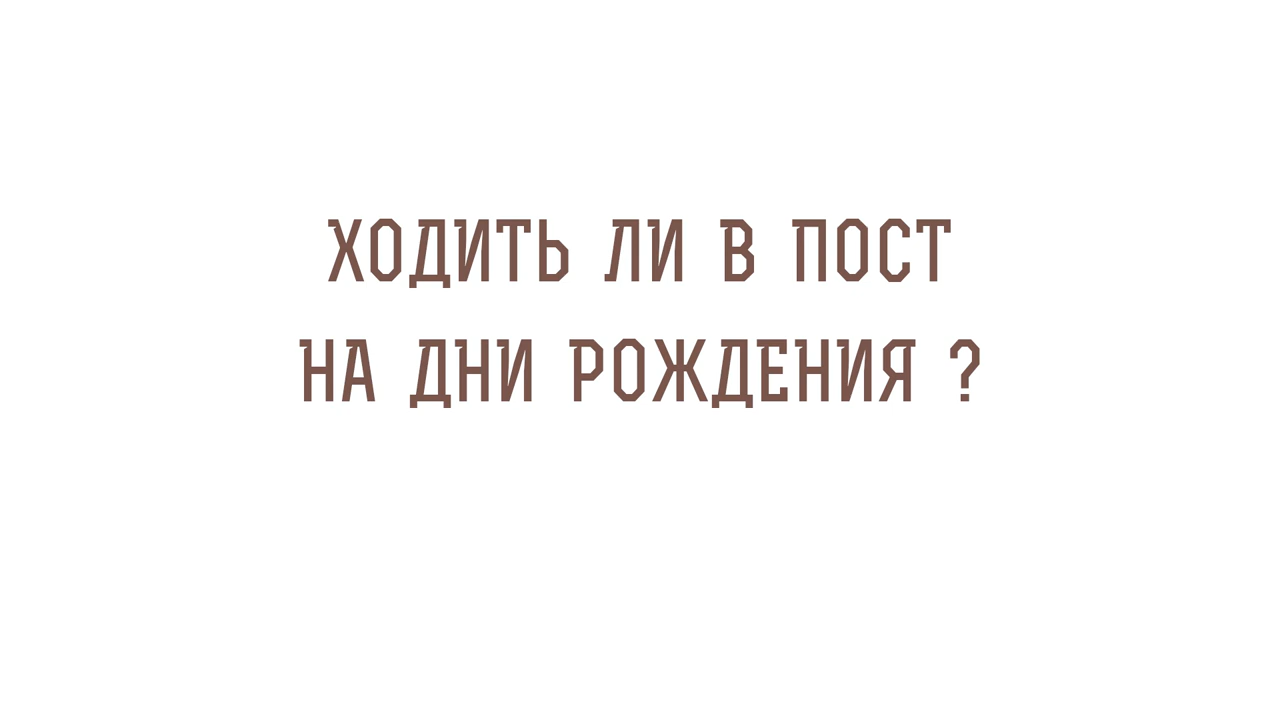 ХОДИТЬ ЛИ В ПОСТ
НА ДНИ РОЖДЕНИЯ ?